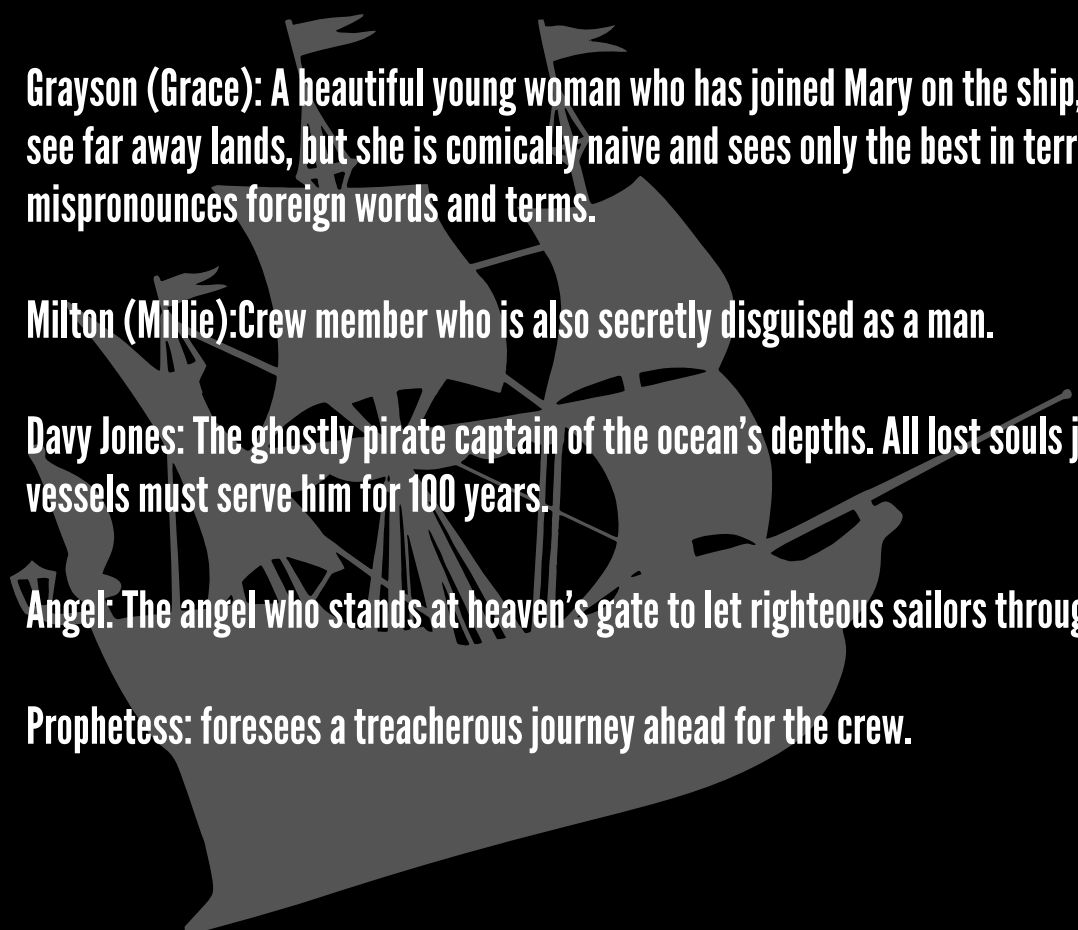 Grayson (Grace): A beautiful young woman who has joined Mary on the ship,
see far away lands, but she is comically naive and sees only the best in
mispronounces foreign words and terms.
Milton (Millie):Crew member who is also secretly disguised as a man.
Davy Jones: The ghostly pirate captain of the ocean’s depths. All lost souls
vessels must serve him for 100 years.
Angel: The angel who stands at heaven’s gate to let righteous sailors
Prophetess: foresees a treacherous journey ahead for the crew.